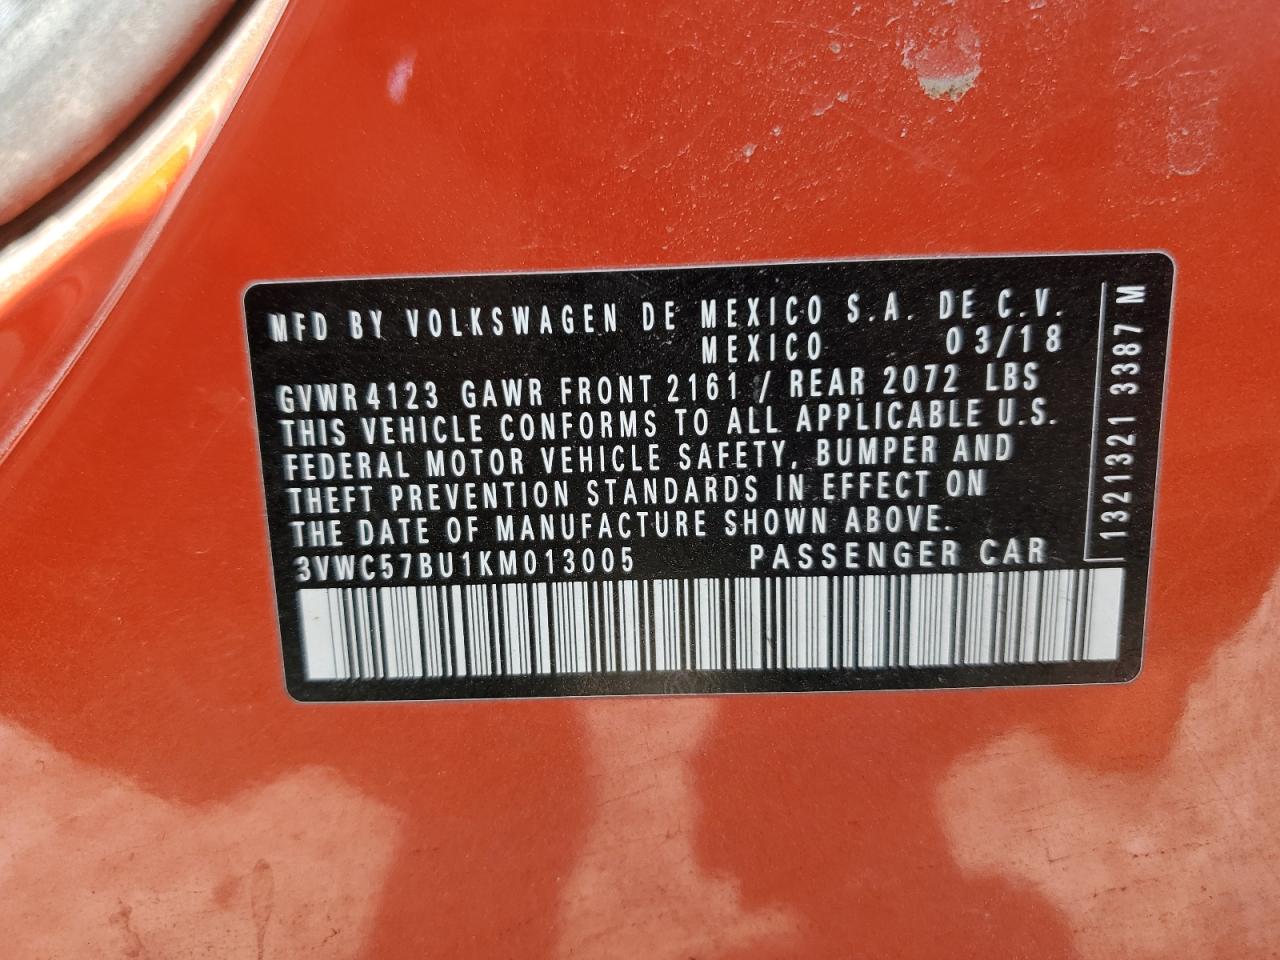 MFD BY VOLKSWAGEN DE MEXICO S.A. DE C.V.
MEXICO 03/18
GVWR 4123 GAWR FRONT 2161 / REAR 2072 LBS
THIS VEHICLE CONFORMS TO ALL APPLICABLE U.S.
FEDERAL MOTOR VEHICLE SAFETY, BUMPER AND
THEFT PREVENTION STANDARDS IN EFFECT ON
THE DATE OF MANUFACTURE SHOWN ABOVE.
3VWC57BU1KM013005 PASSENGER CAR
1321321 3387 M